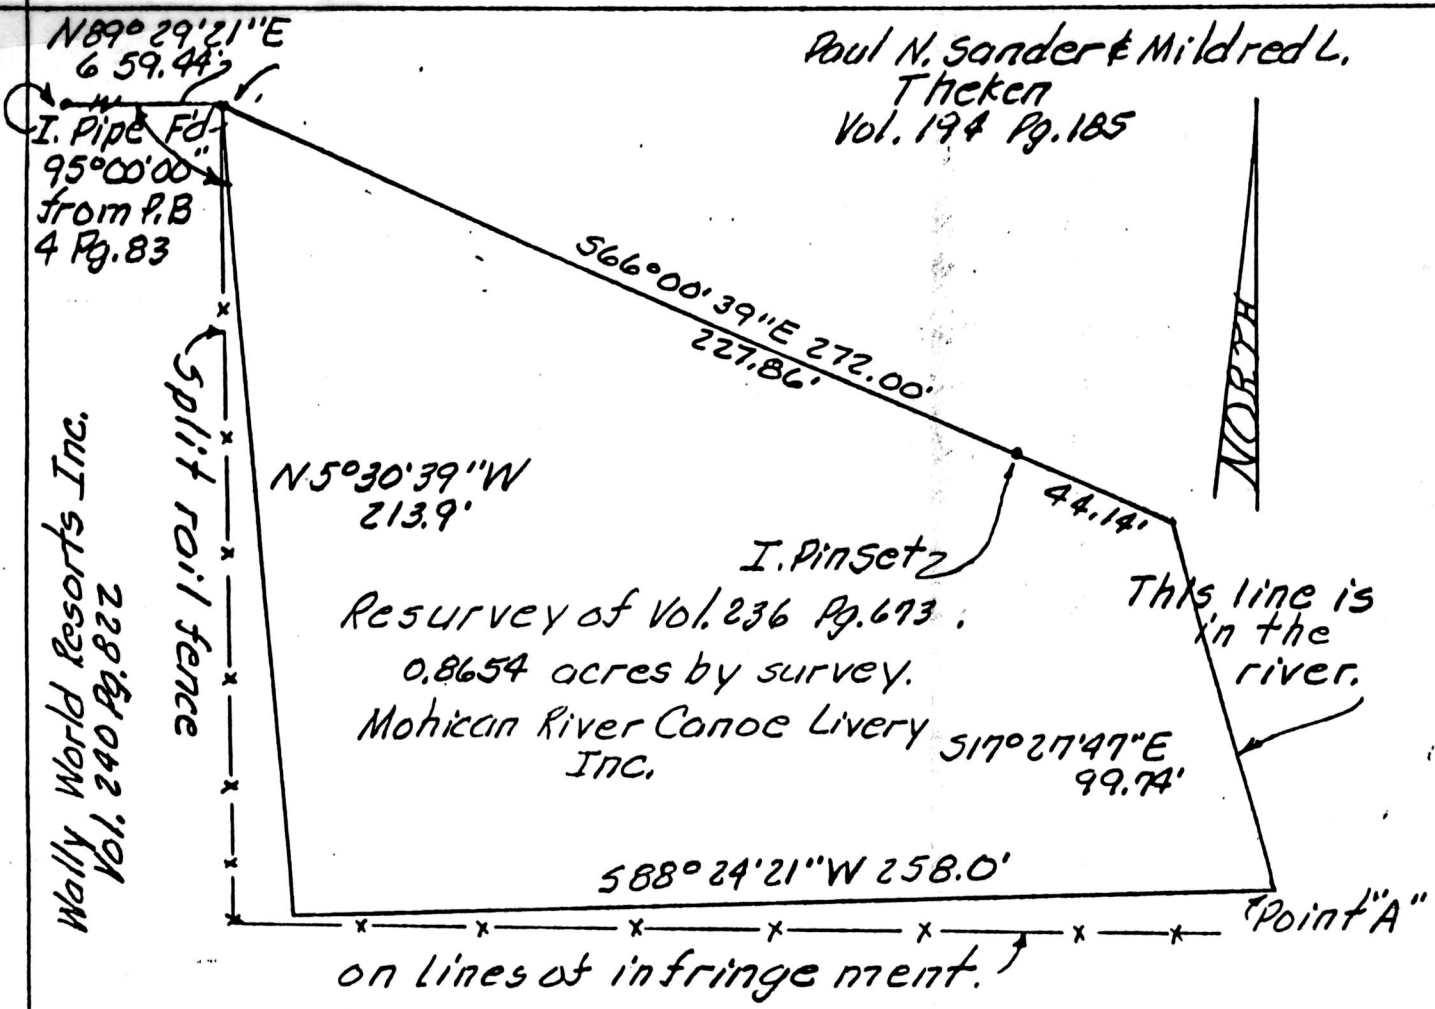 N89°29'21"E
659.44'
I. Pipe F'd
95°00'00"
from P.B
4 Pg.83
Paul N. Sander & Mildred L.
Theken
Vol. 194 Pg.185
S66°00'39"E 272.00'
227.86'
44.14'
NORTH
Split rail fence
N5°30'39"W
213.9'
I. Pin Set
Resurvey of Vol. 236 Pg.673.
0.8654 acres by survey.
Mohican River Canoe Livery
Inc.
This line is
in the
river.
S17°27'47"E
99.74'
Wally World Resorts Inc.
Vol. 240 Pg.822
S88°24'21"W 258.0'
Point "A"
on lines of infringe ment.